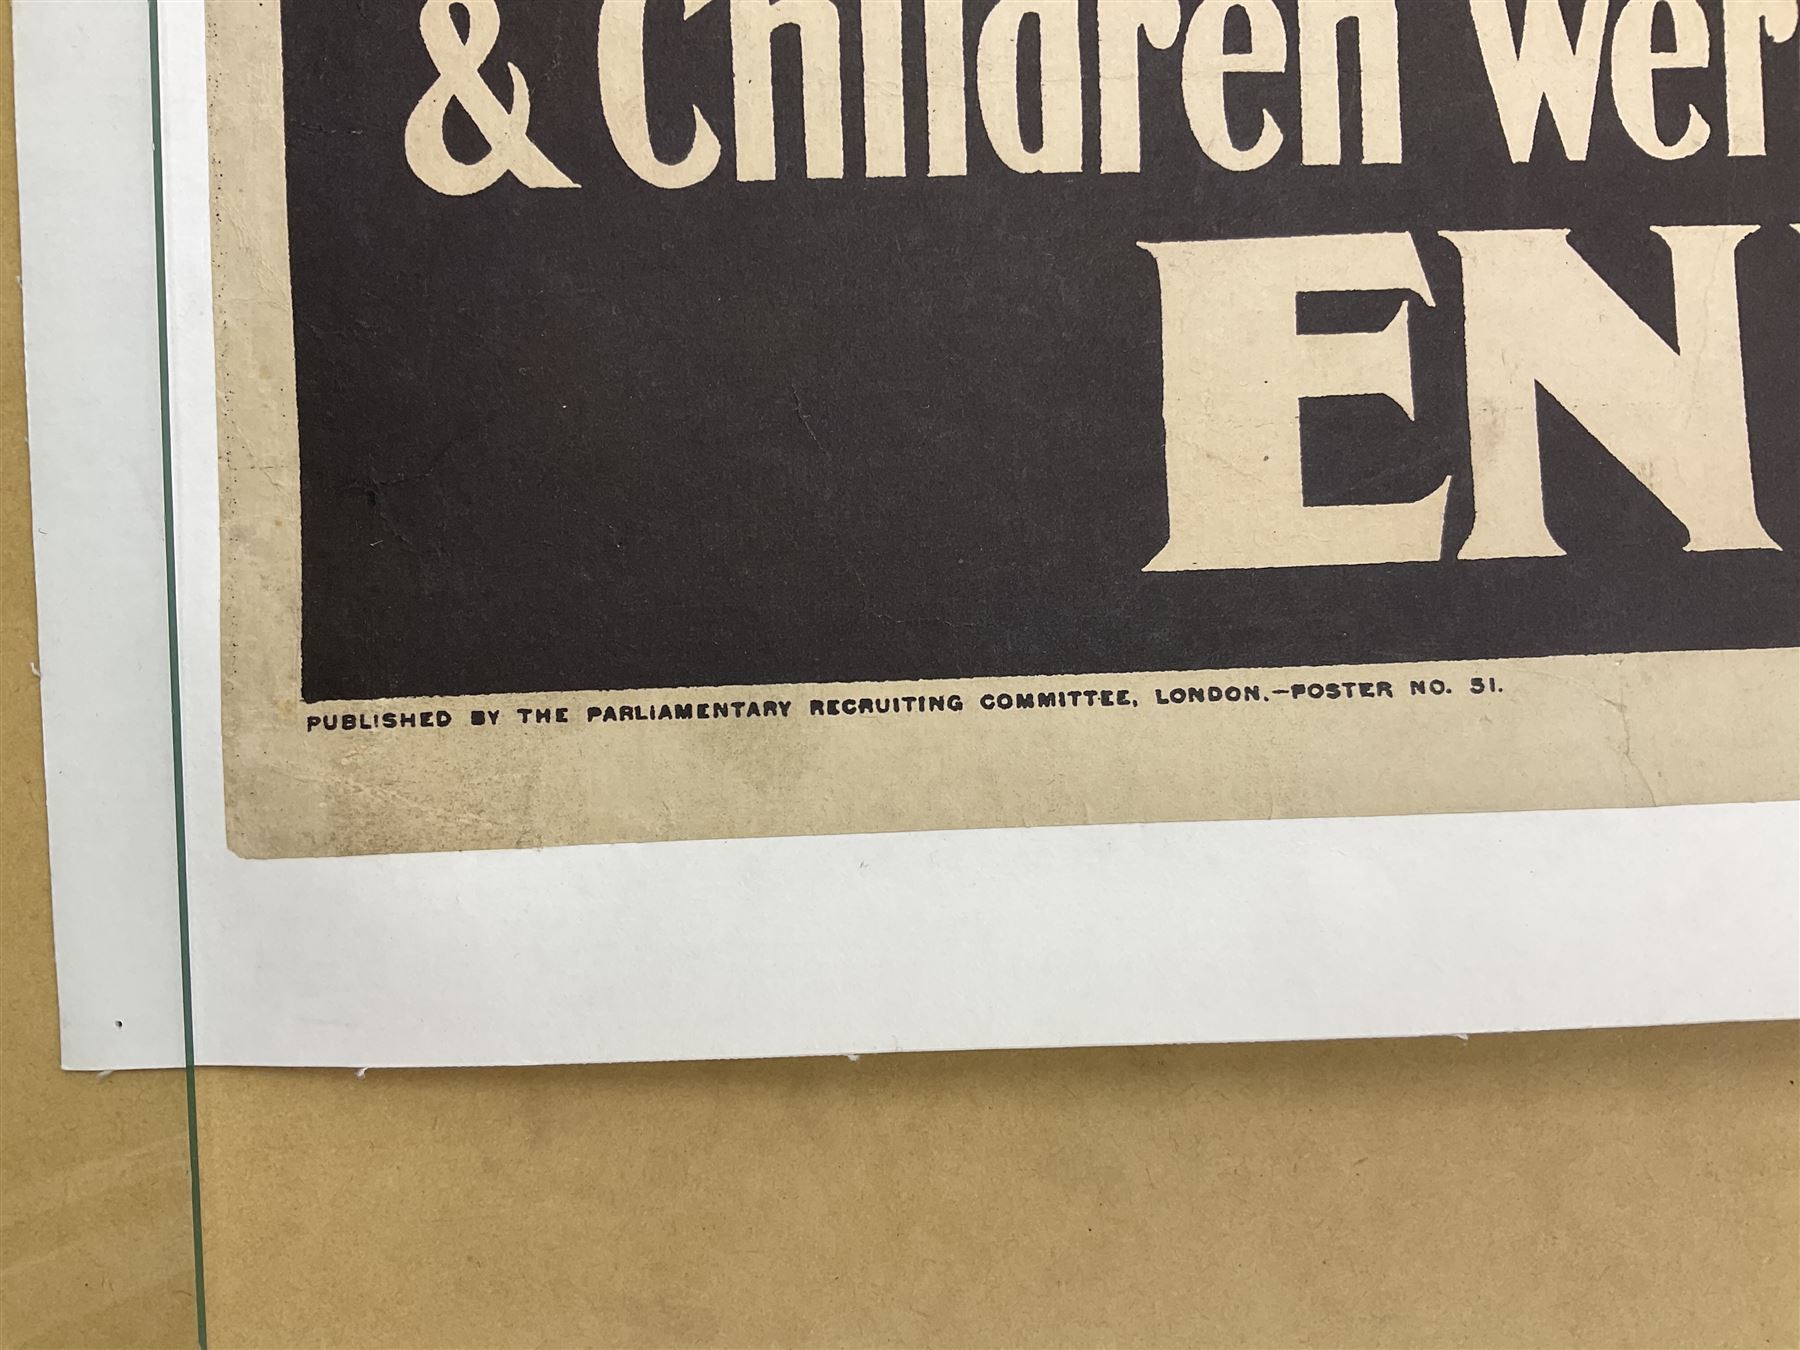 & Children wer
EN
PUBLISHED BY THE PARLIAMENTARY RECRUITING COMMITTEE, LONDON.—POSTER NO. 51.